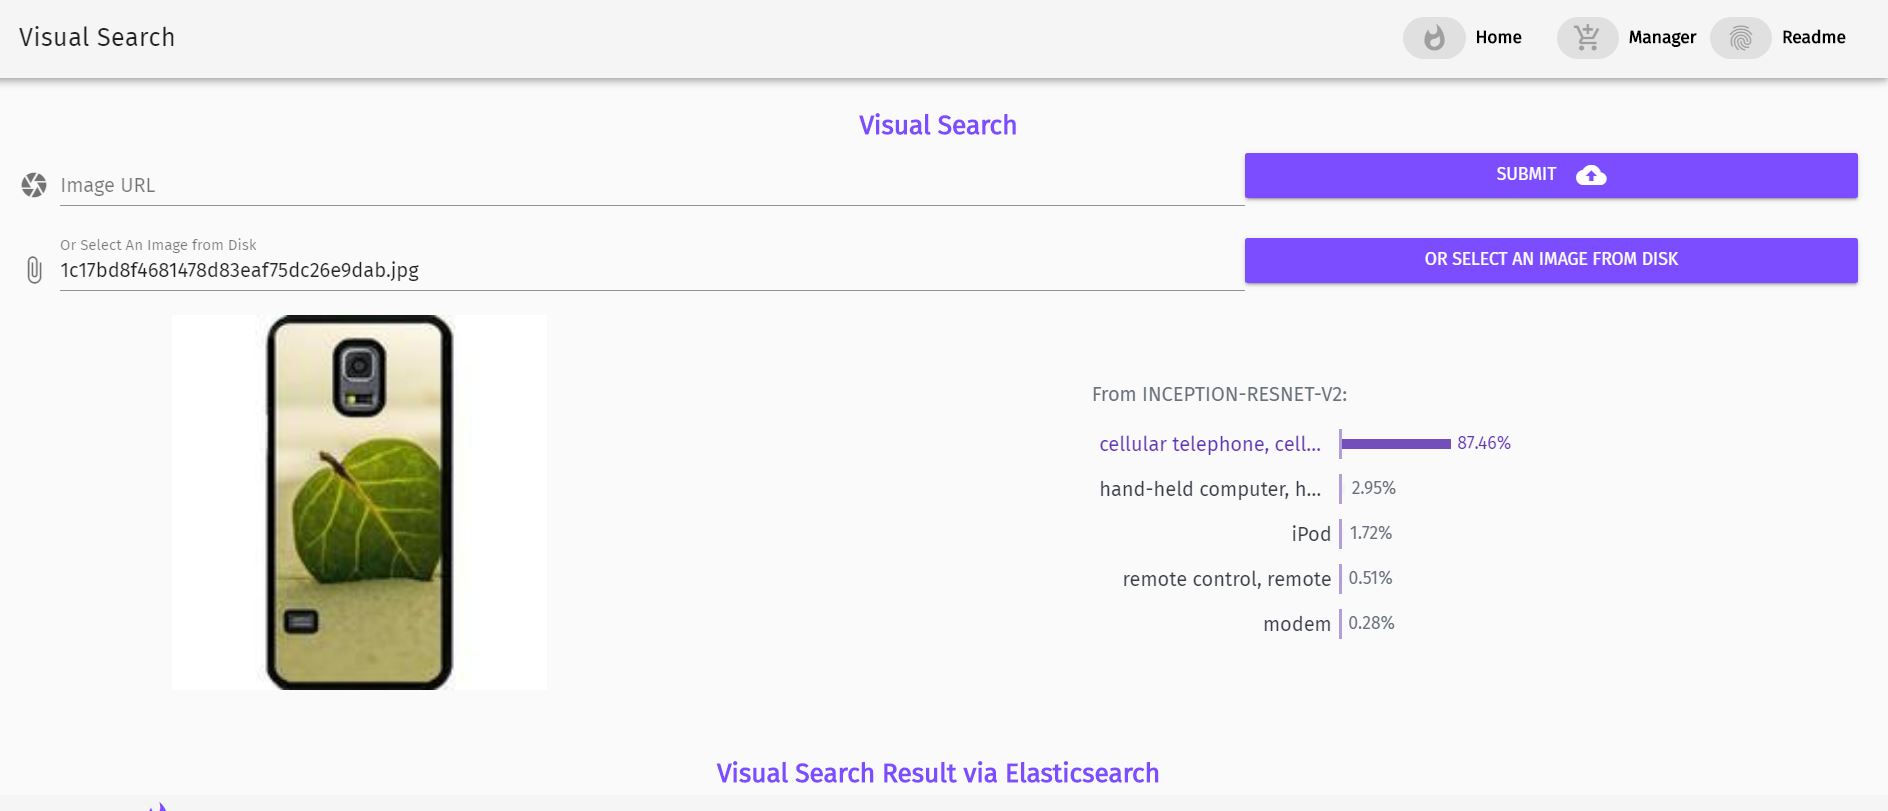 Visual Search
Home
Manager
Readme
Visual Search
Image URL
SUBMIT
Or Select An Image from Disk
1c17bd8f4681478d83eaf75dc26e9dab.jpg
OR SELECT AN IMAGE FROM DISK
From INCEPTION-RESNET-V2:
cellular telephone, cell... 87.46%
hand-held computer, h... 2.95%
iPod 1.72%
remote control, remote 0.51%
modem 0.28%
Visual Search Result via Elasticsearch